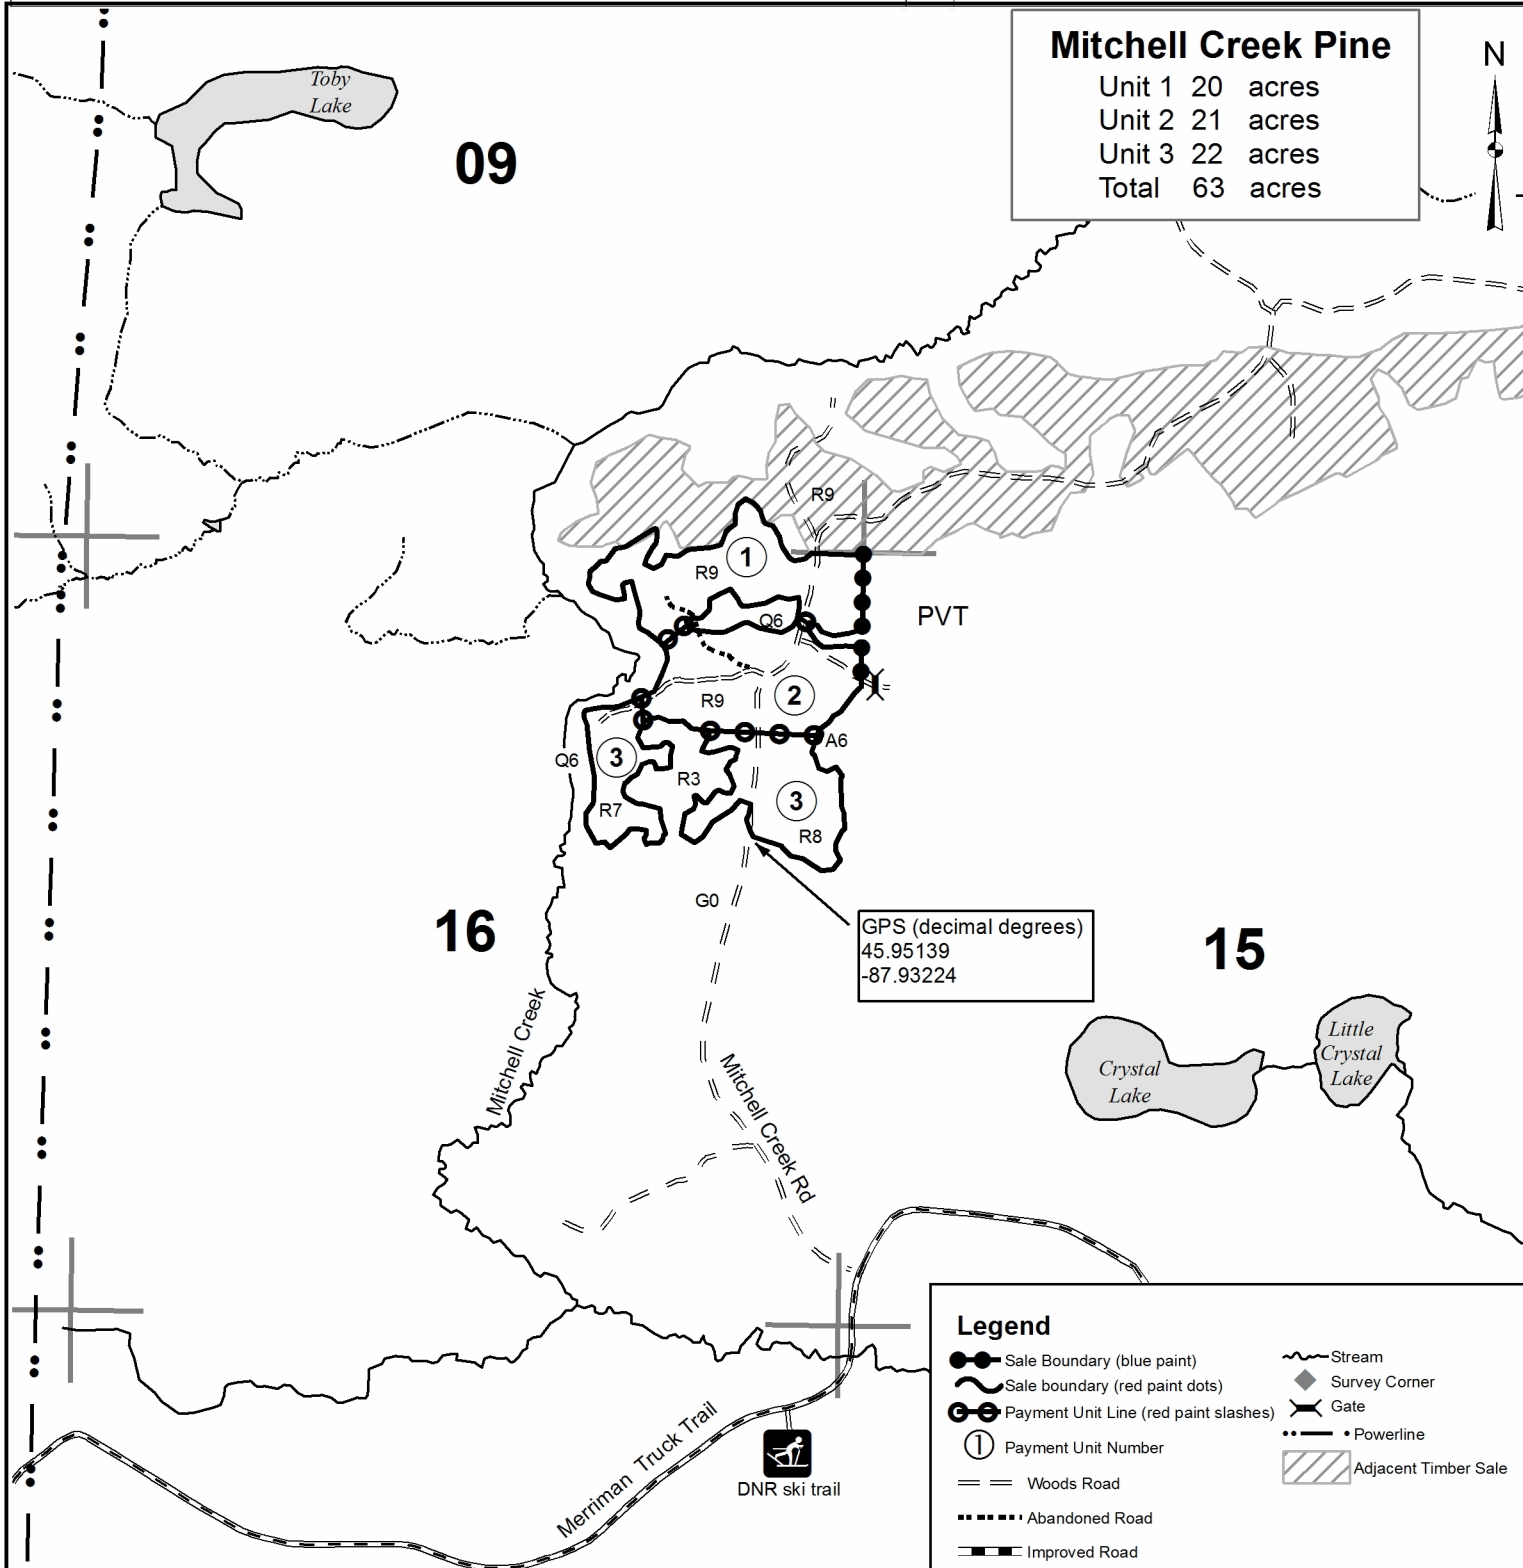 Mitchell Creek Pine
Unit 1 20 acres
Unit 2 21 acres
Unit 3 22 acres
Total 63 acres
N
Toby
Lake
09
R9
1
R9
PVT
Q6
2
R9
A6
Q6
3
R3
3
R7
R8
G0
16
GPS (decimal degrees)
45.95139
-87.93224
15
Mitchell Creek
Mitchell Creek Rd
Crystal
Lake
Little
Crystal
Lake
Merriman Truck Trail
DNR ski trail
Legend
Sale Boundary (blue paint)
Sale boundary (red paint dots)
Payment Unit Line (red paint slashes)
1 Payment Unit Number
Woods Road
Abandoned Road
Improved Road
Stream
Survey Corner
Gate
Powerline
Adjacent Timber Sale